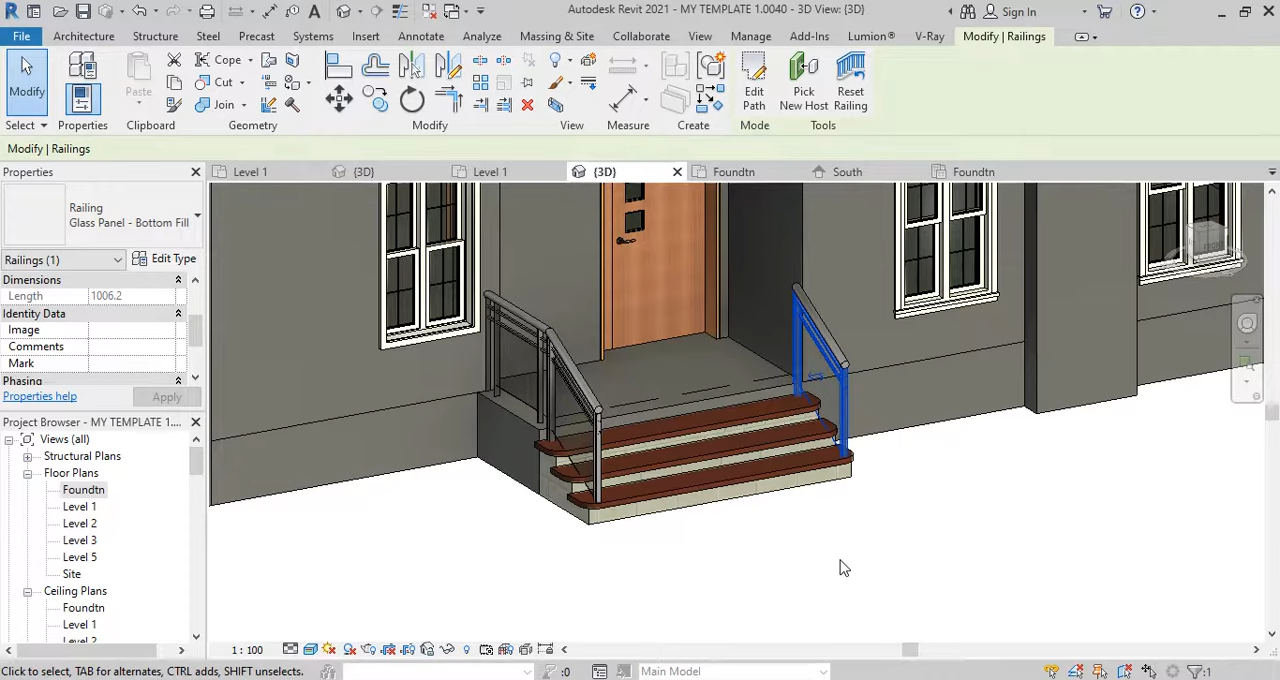 Autodesk Revit 2021 - MY TEMPLATE 1.0040 - 3D View: {3D}
Sign In
File Architecture Structure Steel Precast Systems Insert Annotate Analyze Massing & Site Collaborate View Manage Add-Ins Lumion® V-Ray Modify | Railings
Modify
Paste
Cope
Cut
Join
Edit Path
Pick New Host
Reset Railing
Select Properties Clipboard Geometry Modify View Measure Create Mode Tools
Modify | Railings
Properties
Level 1 {3D} Level 1 {3D} Foundtn South Foundtn
Railing
Glass Panel - Bottom Fill
Railings (1) Edit Type
Dimensions
Length 1006.2
Identity Data
Image
Comments
Mark
Phasing
Properties help Apply
Project Browser - MY TEMPLATE 1....
Views (all)
Structural Plans
Floor Plans
Foundtn
Level 1
Level 2
Level 3
Level 5
Site
Ceiling Plans
Foundtn
Level 1
Level 2
1 : 100
Click to select, TAB for alternates, CTRL adds, SHIFT unselects. :0 Main Model :1